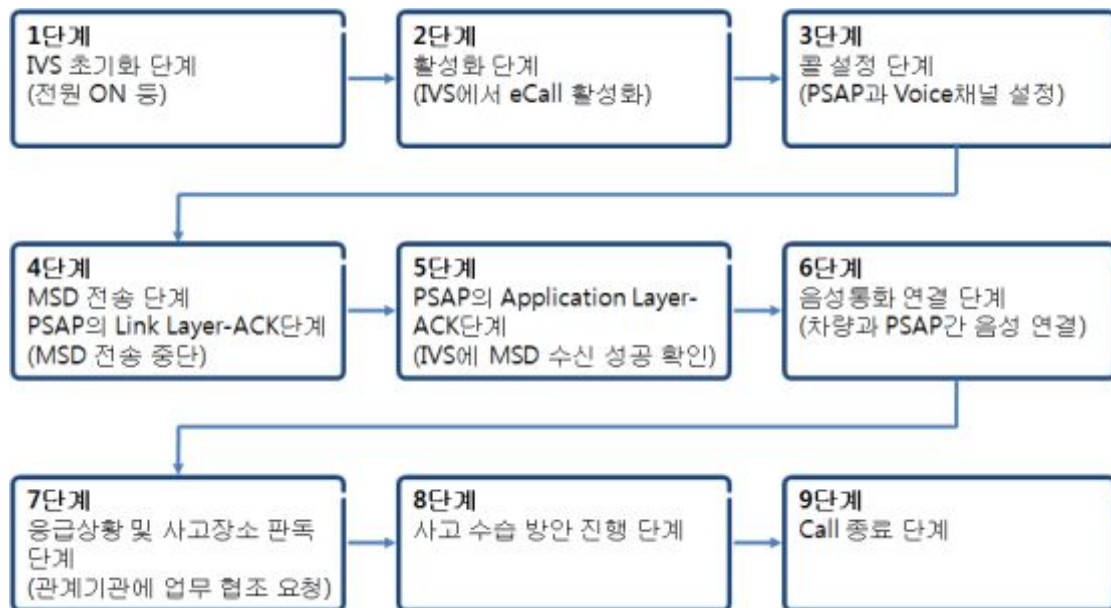 1단계
IVS 초기화 단계
(전원 ON 등)
2단계
활성화 단계
(IVS에서 eCall 활성화)
3단계
콜 설정 단계
(PSAP과 Voice채널 설정)
4단계
MSD 전송 단계
PSAP의 Link Layer-ACK단계
(MSD 전송 중단)
5단계
PSAP의 Application Layer-
ACK단계
(IVS에 MSD 수신 성공 확인)
6단계
음성통화 연결 단계
(차량과 PSAP간 음성 연결)
7단계
응급상황 및 사고장소 판독
단계
(관계기관에 업무 협조 요청)
8단계
사고 수습 방안 진행 단계
9단계
Call 종료 단계